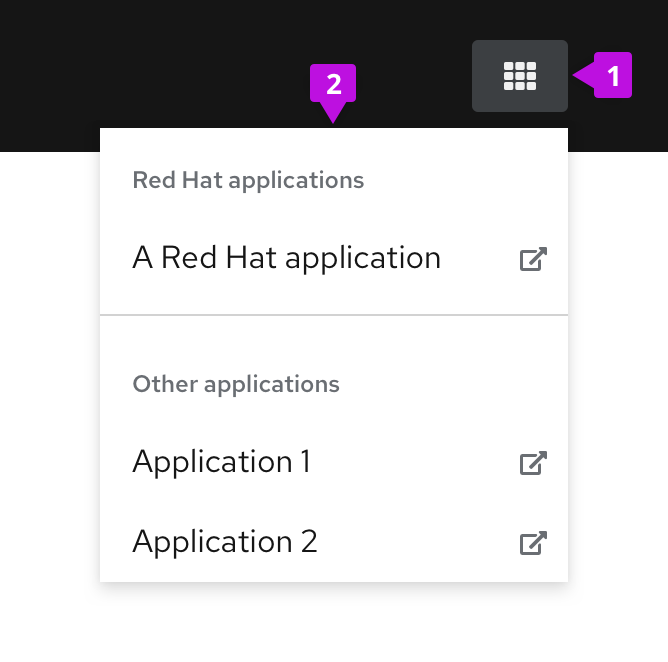 1
2
Red Hat applications
A Red Hat application
Other applications
Application 1
Application 2